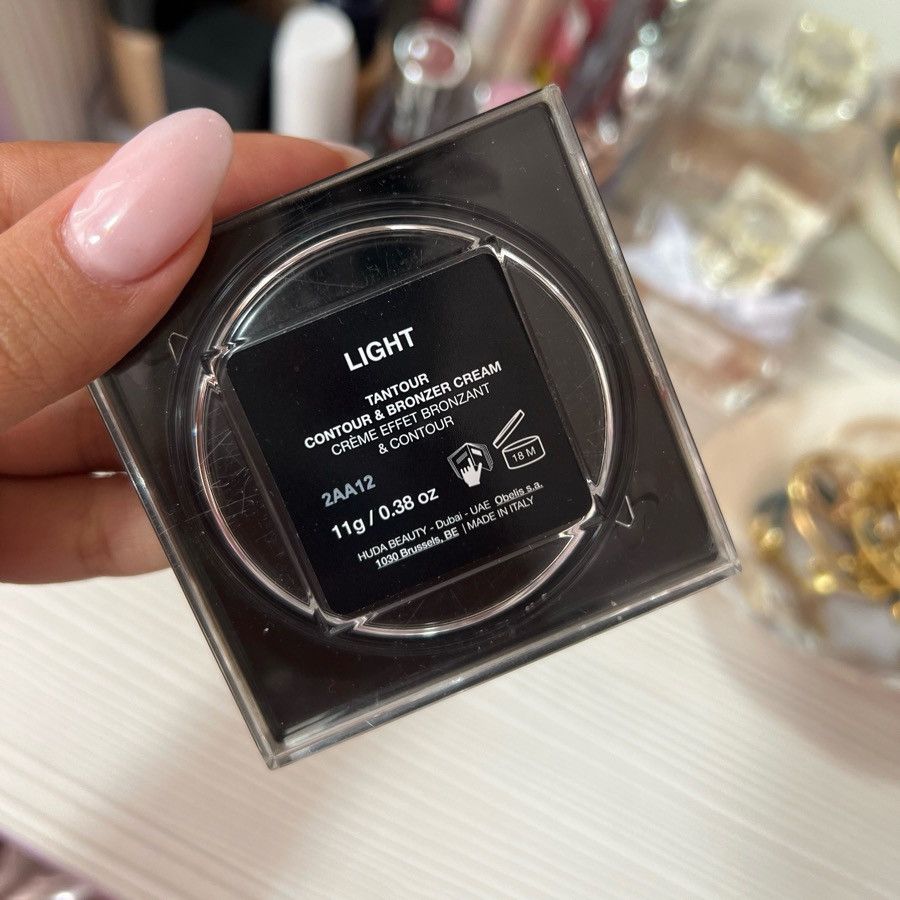 LIGHT
TANTOUR
CONTOUR & BRONZER CREAM
CRÈME EFFET BRONZANT
& CONTOUR
2AA12
18 M
11g / 0.38 oz
HUDA BEAUTY - Dubai - UAE Obelis s.a.
1030 Brussels, BE | MADE IN ITALY